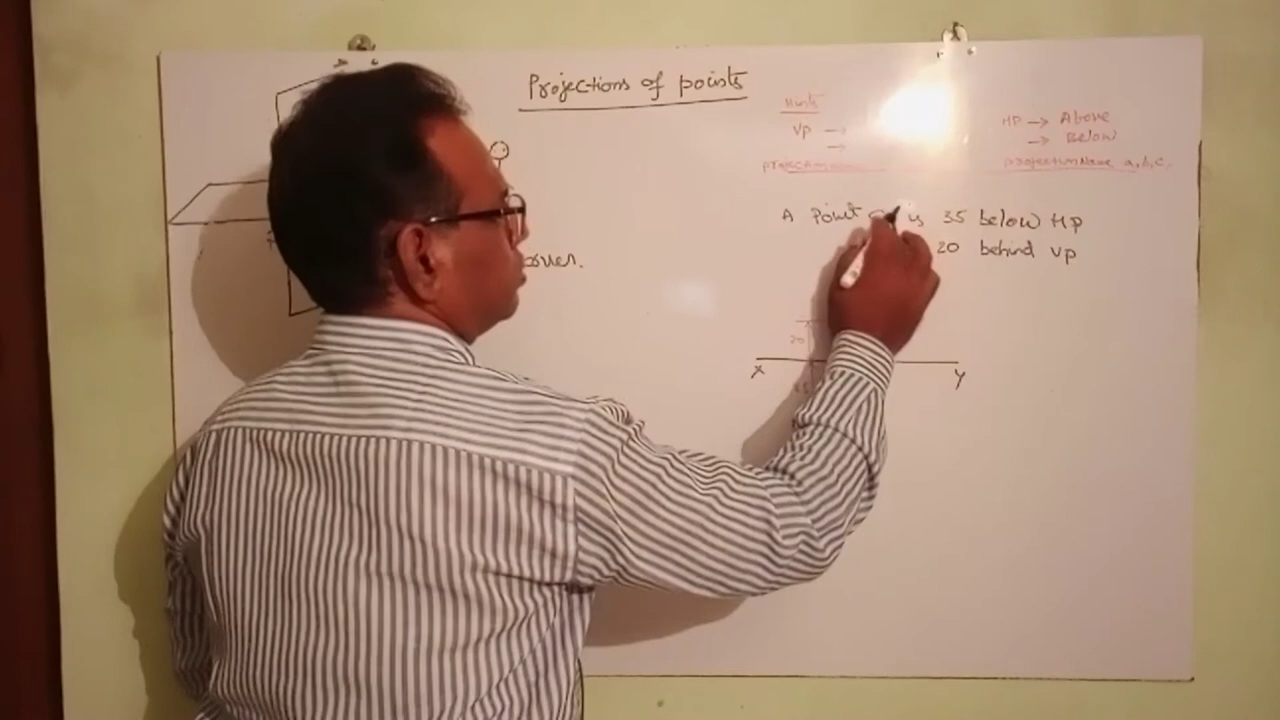 Projections of points
Hints
VP →
→
HP → Above
→ Below
projection Name a, b, c,
A Point is 35 below HP
20 behind VP
20
X Y